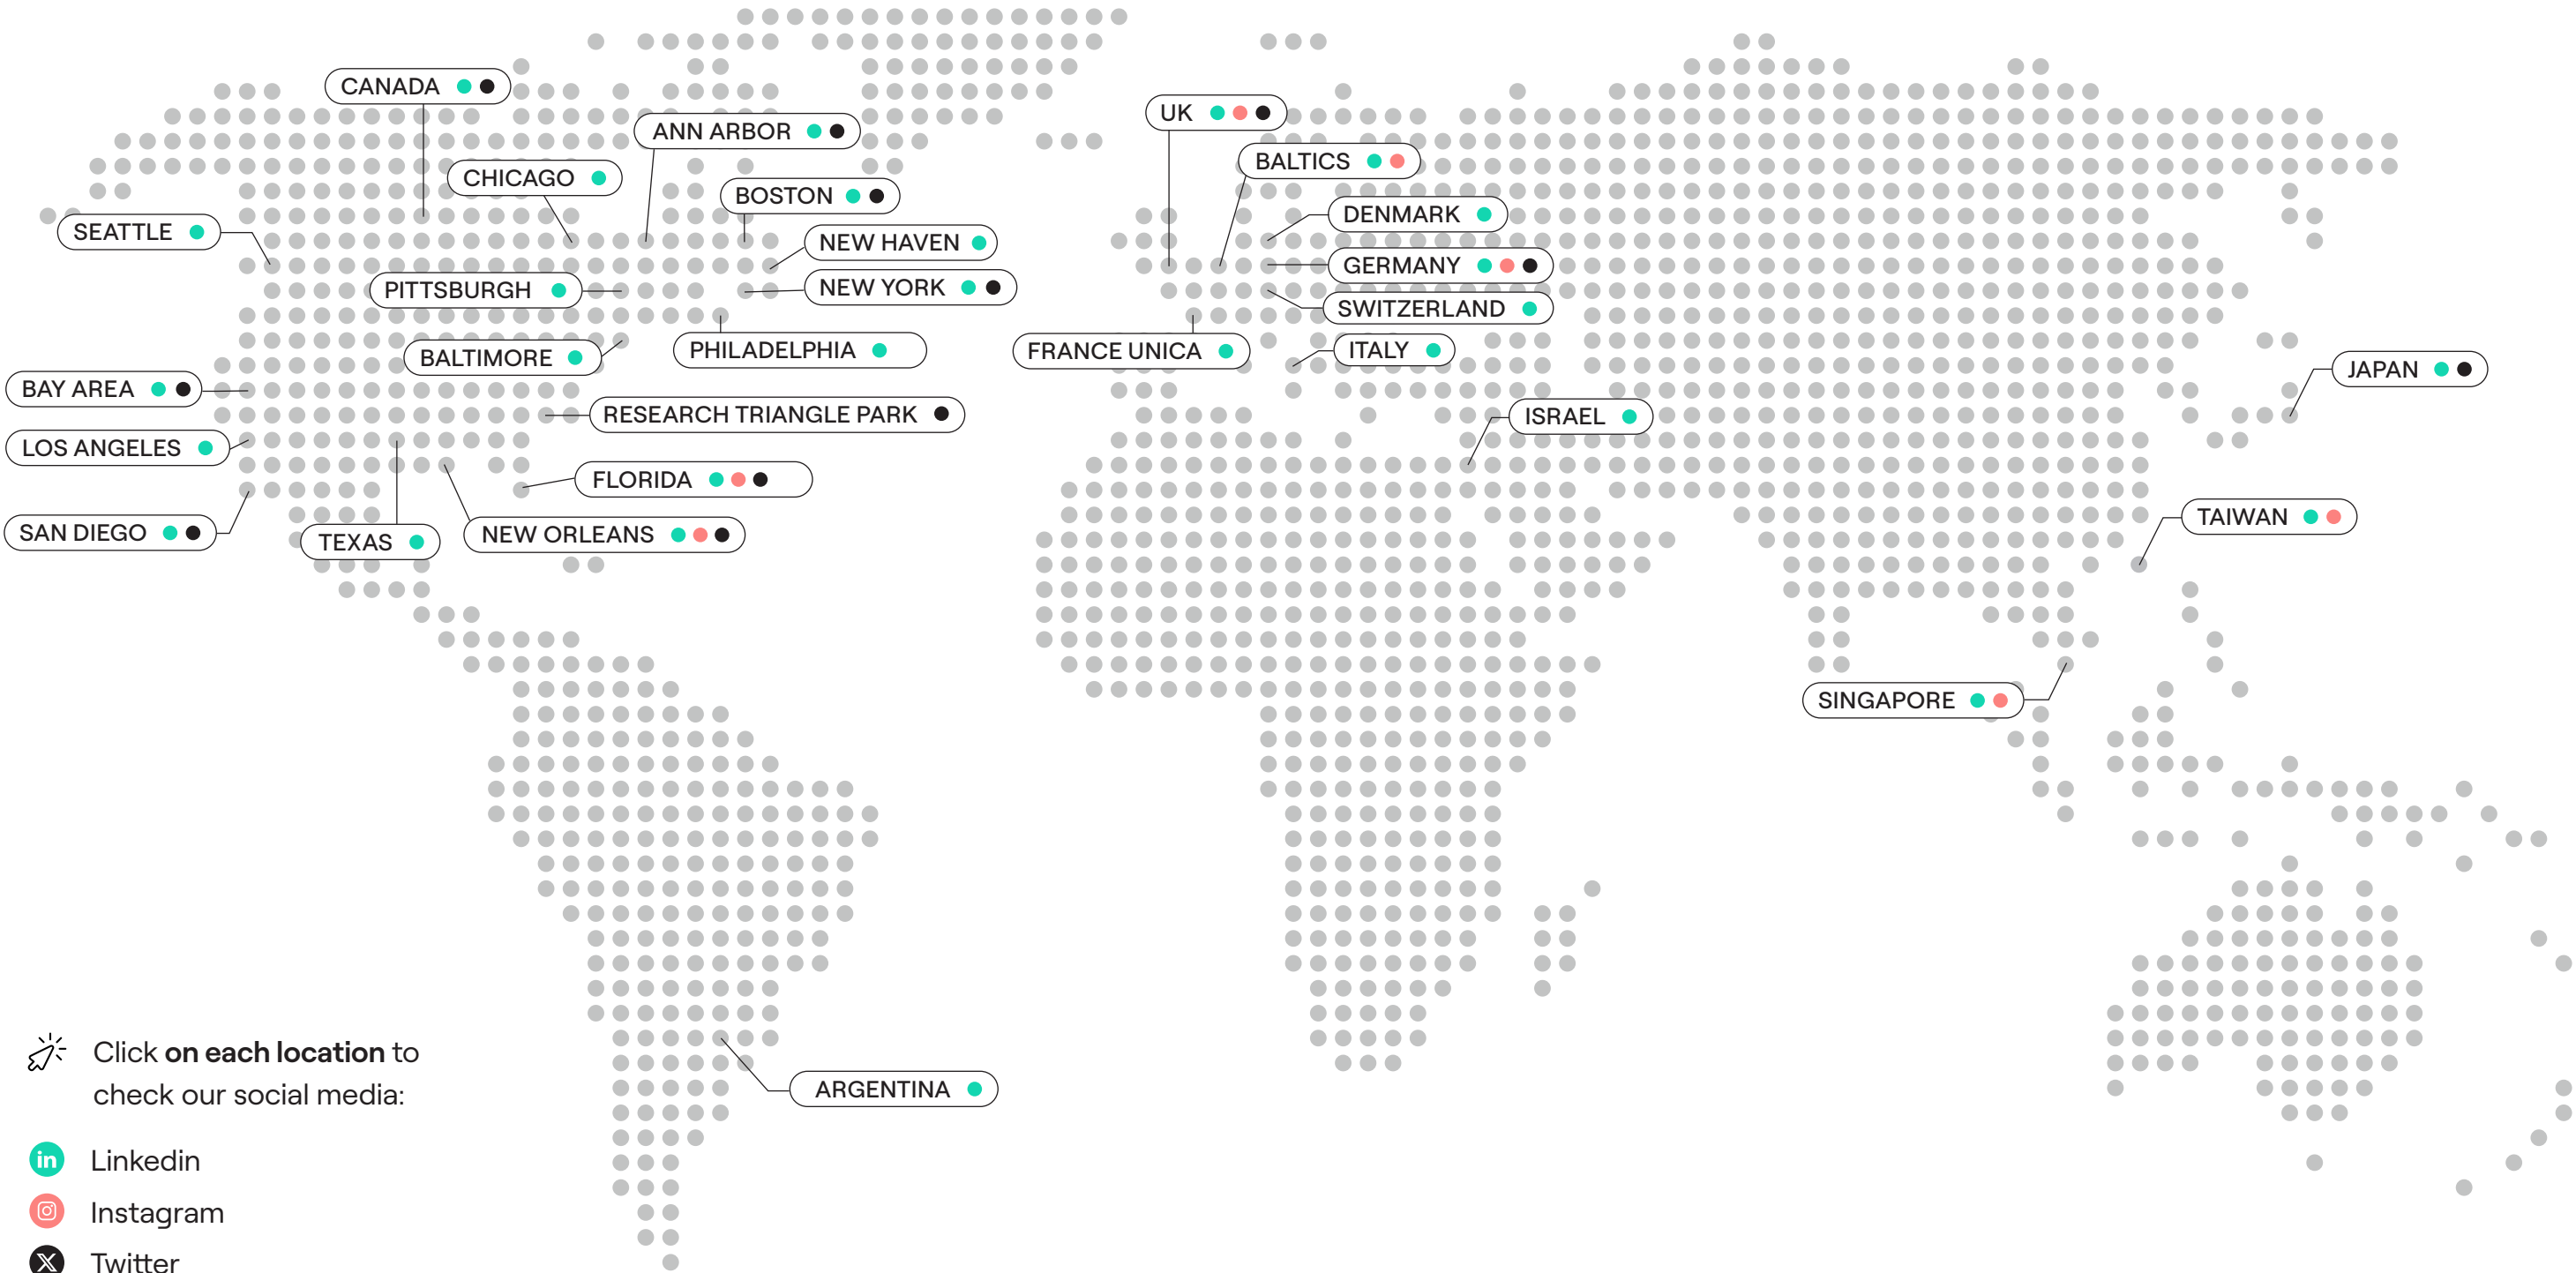 CANADA
UK
ANN ARBOR
BALTICS
CHICAGO
BOSTON
DENMARK
SEATTLE
NEW HAVEN
GERMANY
PITTSBURGH
NEW YORK
SWITZERLAND
PHILADELPHIA
FRANCE UNICA
ITALY
BALTIMORE
JAPAN
BAY AREA
RESEARCH TRIANGLE PARK
ISRAEL
LOS ANGELES
FLORIDA
TAIWAN
SAN DIEGO
TEXAS
NEW ORLEANS
SINGAPORE
ARGENTINA
Click on each location to
check our social media:
in Linkedin
Instagram
X Twitter